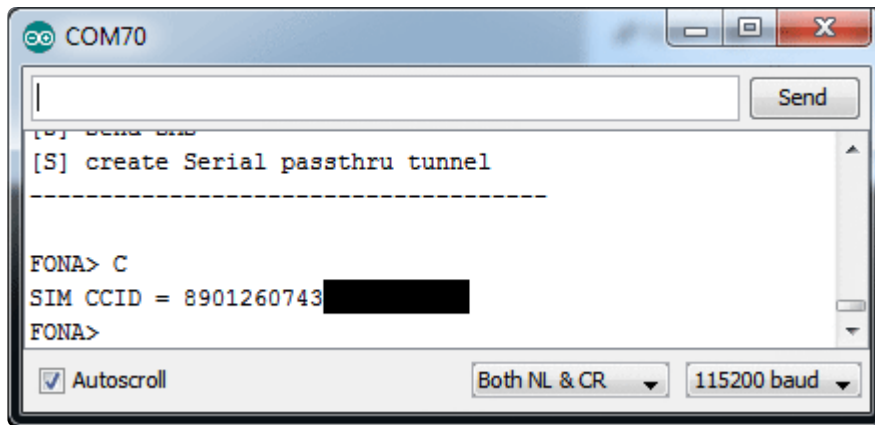 COM70
Send
[S] create Serial passthru tunnel
--------------------------------------
FONA> C
SIM CCID = 8901260743
FONA>
Autoscroll
Both NL & CR
115200 baud